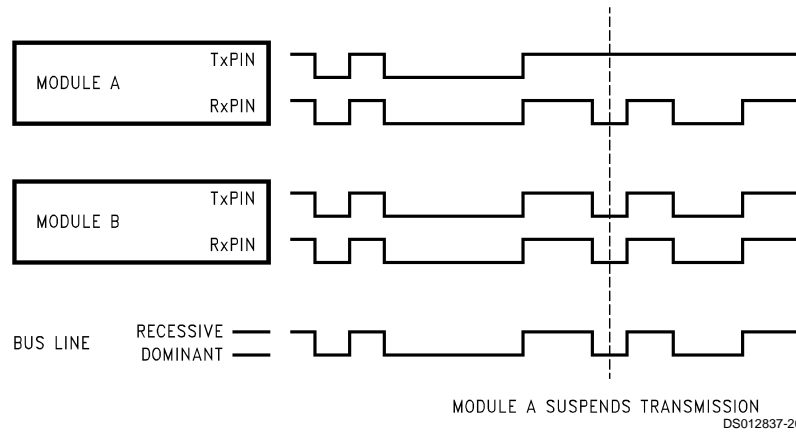 TxPIN
MODULE A
RxPIN
TxPIN
MODULE B
RxPIN
RECESSIVE
BUS LINE
DOMINANT
MODULE A SUSPENDS TRANSMISSION